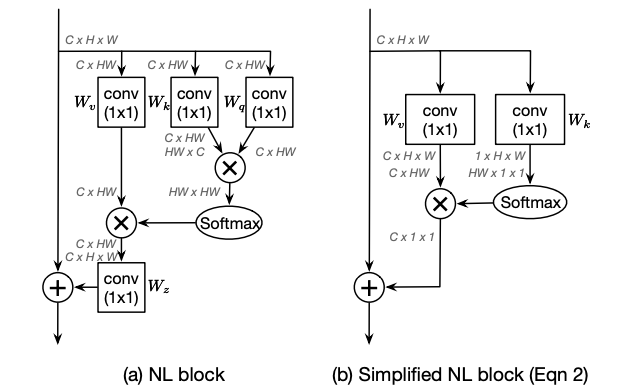 C x H x W
C x HW C x HW C x HW
W_v conv (1x1) W_k conv (1x1) W_q conv (1x1)
C x HW
HW x C
C x HW
C x HW
HW x HW
Softmax
C x HW
C x H x W
conv (1x1) W_z
(a) NL block
C x H x W
W_v conv (1x1) conv (1x1) W_k
C x H x W 1 x H x W
C x HW HW x 1 x 1
Softmax
C x 1 x 1
(b) Simplified NL block (Eqn 2)